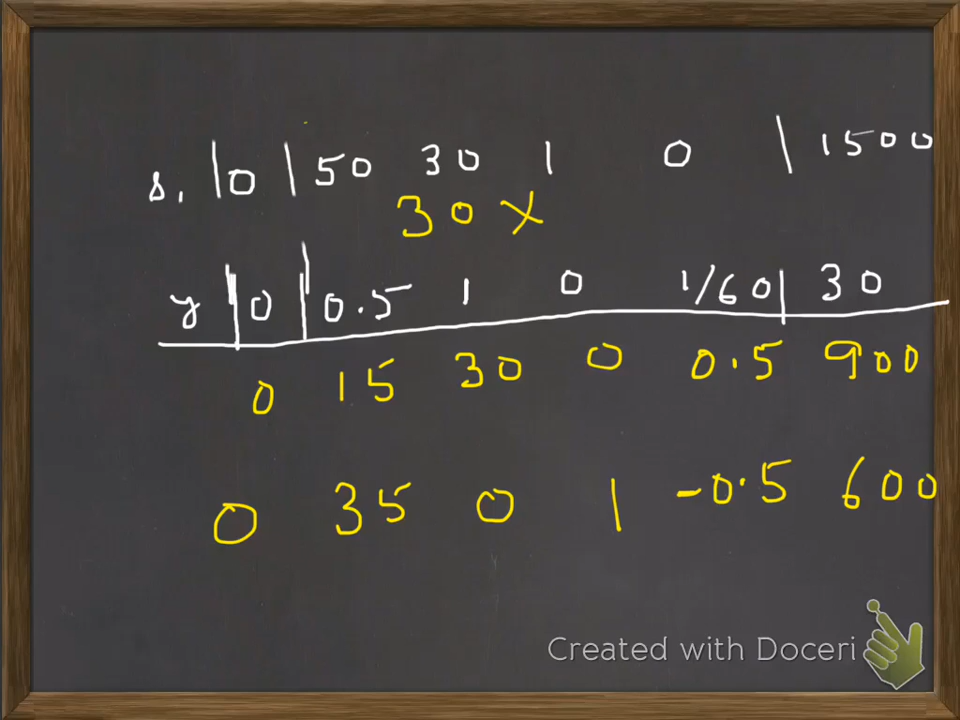 s₁ | 0 | 50 30 1 0 | 1500
30 x
y | 0 | 0.5 1 0 1/60 | 30
0 15 30 0 0.5 900
0 35 0 1 -0.5 600
Created with Doceri